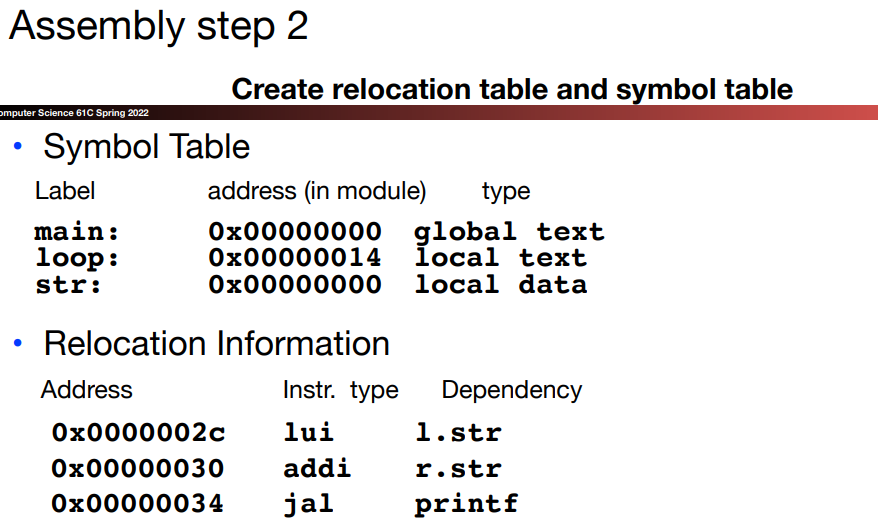 Assembly step 2
Create relocation table and symbol table
omputer Science 61C Spring 2022
• Symbol Table
Label address (in module) type
main: 0x00000000 global text
loop: 0x00000014 local text
str: 0x00000000 local data
• Relocation Information
Address Instr. type Dependency
0x0000002c lui l.str
0x00000030 addi r.str
0x00000034 jal printf